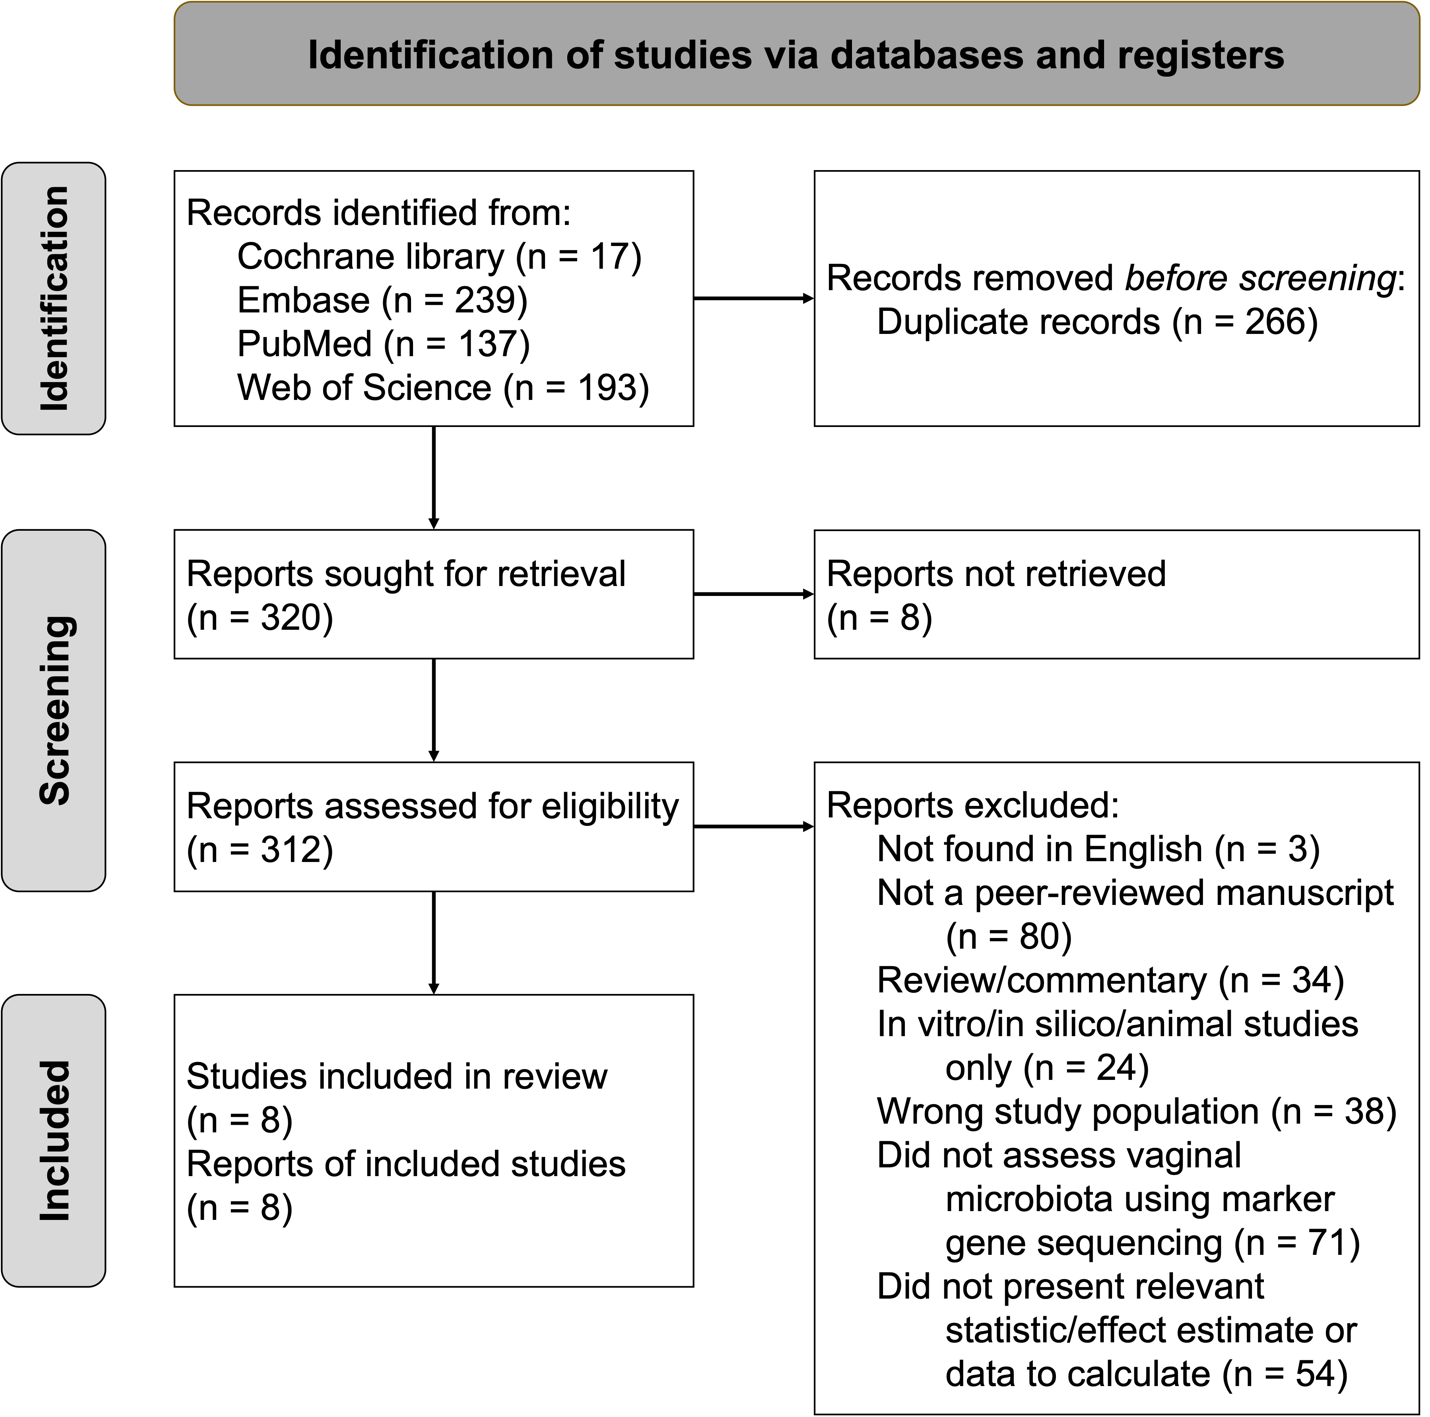 Identification of studies via databases and registers
Identification
Records identified from:
Cochrane library (n = 17)
Embase (n = 239)
PubMed (n = 137)
Web of Science (n = 193)
Records removed before screening:
Duplicate records (n = 266)
Screening
Reports sought for retrieval
(n = 320)
Reports not retrieved
(n = 8)
Reports assessed for eligibility
(n = 312)
Reports excluded:
Not found in English (n = 3)
Not a peer-reviewed manuscript
(n = 80)
Review/commentary (n = 34)
In vitro/in silico/animal studies
only (n = 24)
Wrong study population (n = 38)
Did not assess vaginal
microbiota using marker
gene sequencing (n = 71)
Did not present relevant
statistic/effect estimate or
data to calculate (n = 54)
Included
Studies included in review
(n = 8)
Reports of included studies
(n = 8)